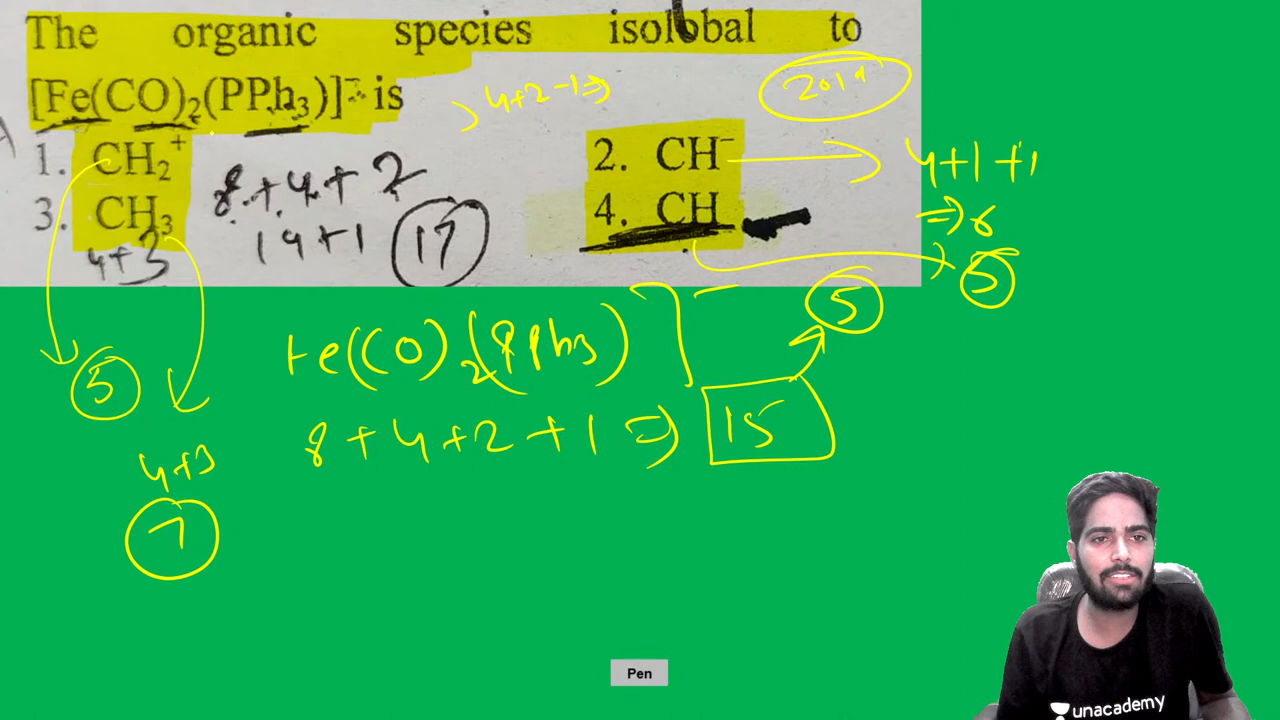 The organic species isolobal to
[Fe(CO)₂(PPh₃)]⁻ is
4+2-1⇒
2019
1. CH₂⁺
2. CH⁻
4+1+1
⇒6
3. CH₃
4. CH
5
8+4+2
14+1
17
4+3
Fe(CO)₂(PPh₃)]⁻
5
8+4+2+1⇒ 15
5
4+3
7
Pen
unacademy